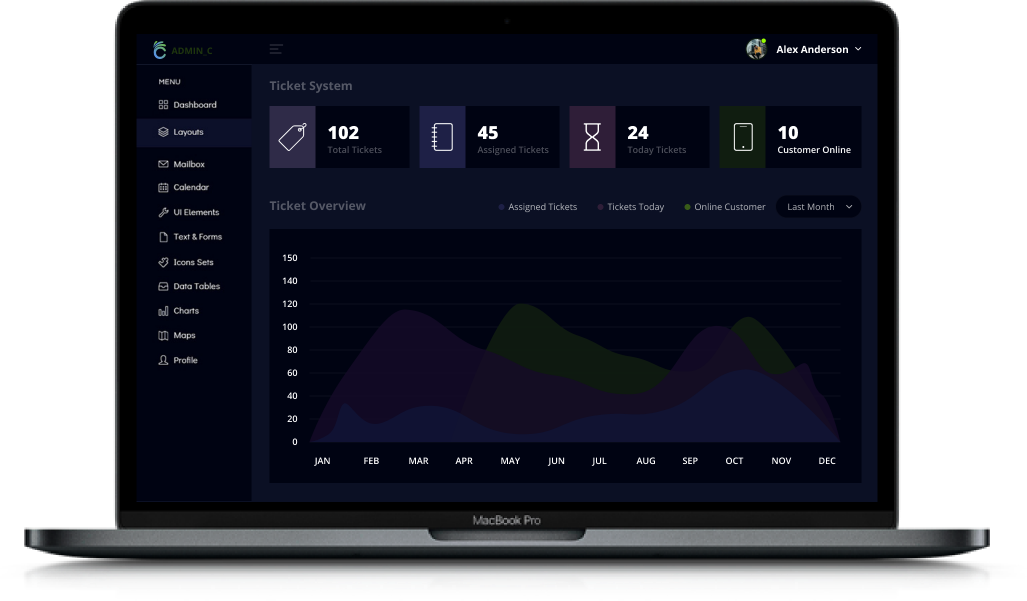 ADMIN_C
Alex Anderson
MENU
Dashboard
Layouts
Mailbox
Calendar
UI Elements
Text & Forms
Icons Sets
Data Tables
Charts
Maps
Profile
Ticket System
102
Total Tickets
45
Assigned Tickets
24
Today Tickets
10
Customer Online
Ticket Overview
Assigned Tickets
Tickets Today
Online Customer
Last Month
150
140
120
100
80
60
40
20
0
JAN FEB MAR APR MAY JUN JUL AUG SEP OCT NOV DEC
MacBook Pro